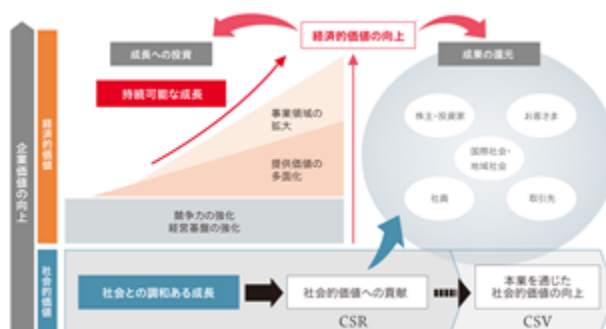 経済的価値の向上
成長への投資
成果の還元
持続可能な成長
事業領域の
拡大
提供価値の
多面化
競争力の強化
経営基盤の強化
株主・投資家
お客さま
国際社会・
地域社会
社員
取引先
企業価値の向上
経済的価値
社会的価値
社会との調和ある成長
社会的価値への貢献
本業を通じた
社会的価値の向上
CSR
CSV